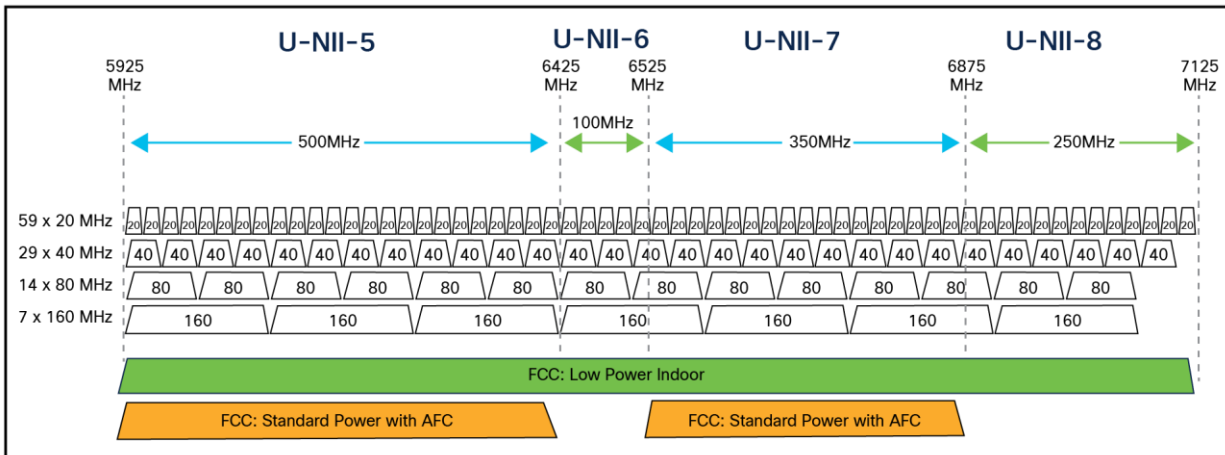 U-NII-5 U-NII-6 U-NII-7 U-NII-8
5925 MHz 6425 MHz 6525 MHz 6875 MHz 7125 MHz
500MHz 100MHz 350MHz 250MHz
59 x 20 MHz 20 20 20 20 20 20 20 20 20 20 20 20 20 20 20 20 20 20 20 20 20 20 20 20 20 20 20 20 20 20 20 20 20 20 20 20 20 20 20 20 20 20 20 20 20 20 20 20 20 20 20 20 20 20 20 20 20 20 20
29 x 40 MHz 40 40 40 40 40 40 40 40 40 40 40 40 40 40 40 40 40 40 40 40 40 40 40 40 40 40 40 40 40
14 x 80 MHz 80 80 80 80 80 80 80 80 80 80 80 80 80 80
7 x 160 MHz 160 160 160 160 160 160 160
FCC: Low Power Indoor
FCC: Standard Power with AFC FCC: Standard Power with AFC